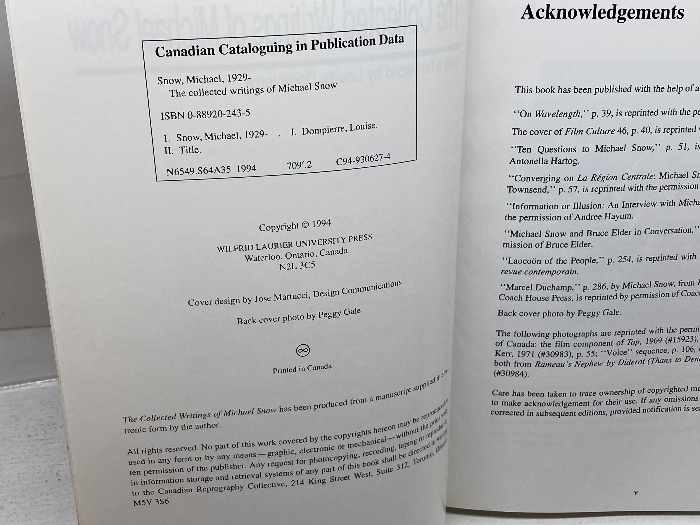 Canadian Cataloguing in Publication Data
Snow, Michael, 1929-
The collected writings of Michael Snow
ISBN 0-88920-243-5
1. Snow, Michael, 1929- . I. Dompierre, Louise.
II. Title.
N6549.S64A35 1994 709'.2 C94-930627-4
Copyright © 1994
WILFRID LAURIER UNIVERSITY PRESS
Waterloo, Ontario, Canada
N2L 3C5
Cover design by Jose Martucci, Design Communications
Back cover photo by Peggy Gale
Printed in Canada
The Collected Writings of Michael Snow has been produced from a manuscript supplied in
tronic form by the author.
All rights reserved. No part of this work covered by the copyrights hereon may be reproduced
used in any form or by any means—graphic, electronic or mechanical—without the prior
ten permission of the publisher. Any request for photocopying, recording, taping or
in information storage and retrieval systems of any part of this book shall be directed in
to the Canadian Reprography Collective, 214 King Street West, Suite 312, Toronto,
M5V 3S6
Acknowledgements
This book has been published with the help of a
"On Wavelength," p. 39, is reprinted with the
The cover of Film Culture 46, p. 40, is reprinted
"Ten Questions to Michael Snow," p. 51, is
Antonella Hartog.
"Converging on La Région Centrale: Michael
Townsend," p. 57, is reprinted with the permission
"Information or Illusion: An Interview with
the permission of Andree Hayum.
"Michael Snow and Bruce Elder in Conversation,"
mission of Bruce Elder.
"Laocoön of the People," p. 254, is reprinted with
revue contemporain.
"Marcel Duchamp," p. 286, by Michael Snow, from
Coach House Press, is reprinted by permission of
Back cover photo by Peggy Gale.
The following photographs are reprinted with the
of Canada: the film component of Tap, 1969 (#15923),
Kerr, 1971 (#30983), p. 55; "Voice" sequence, p. 106,
both from Rameau's Nephew by Diderot (Thanx to
(#30984).
Care has been taken to trace ownership of copyrighted
to make acknowledgement for their use. If any omissions
corrected in subsequent editions, provided notification is
v